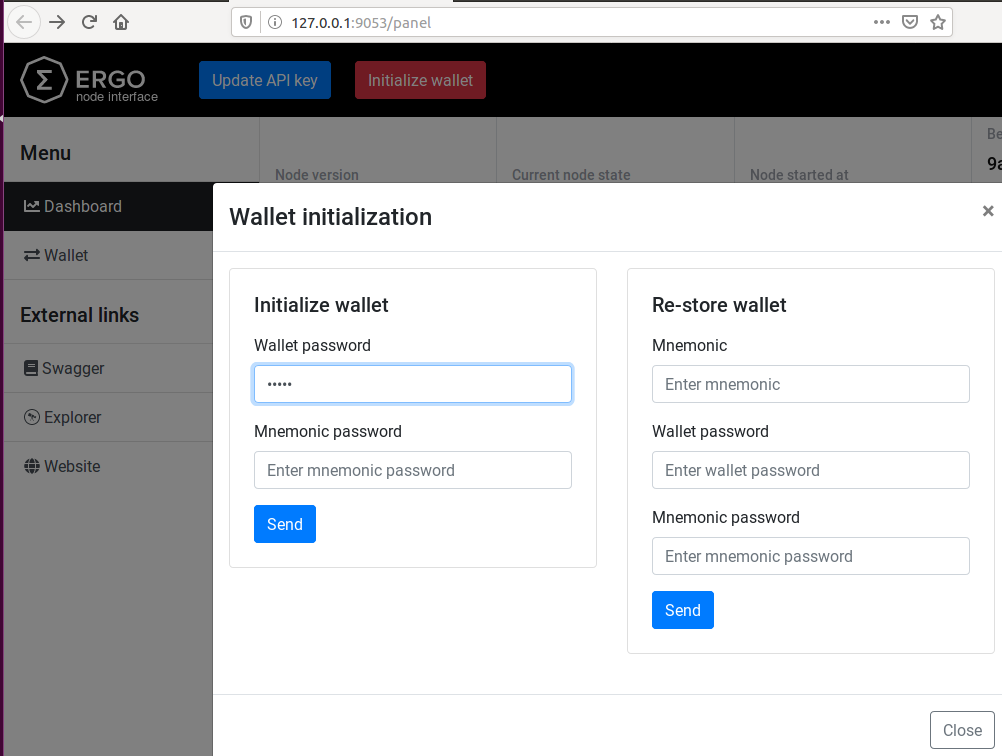 127.0.0.1:9053/panel
Σ ERGO
node interface
Update API key
Initialize wallet
Menu
Node version
Current node state
Node started at
Be
9a
Dashboard
Wallet
External links
Swagger
Explorer
Website
Wallet initialization
×
Initialize wallet
Wallet password
•••••
Mnemonic password
Enter mnemonic password
Send
Re-store wallet
Mnemonic
Enter mnemonic
Wallet password
Enter wallet password
Mnemonic password
Enter mnemonic password
Send
Close